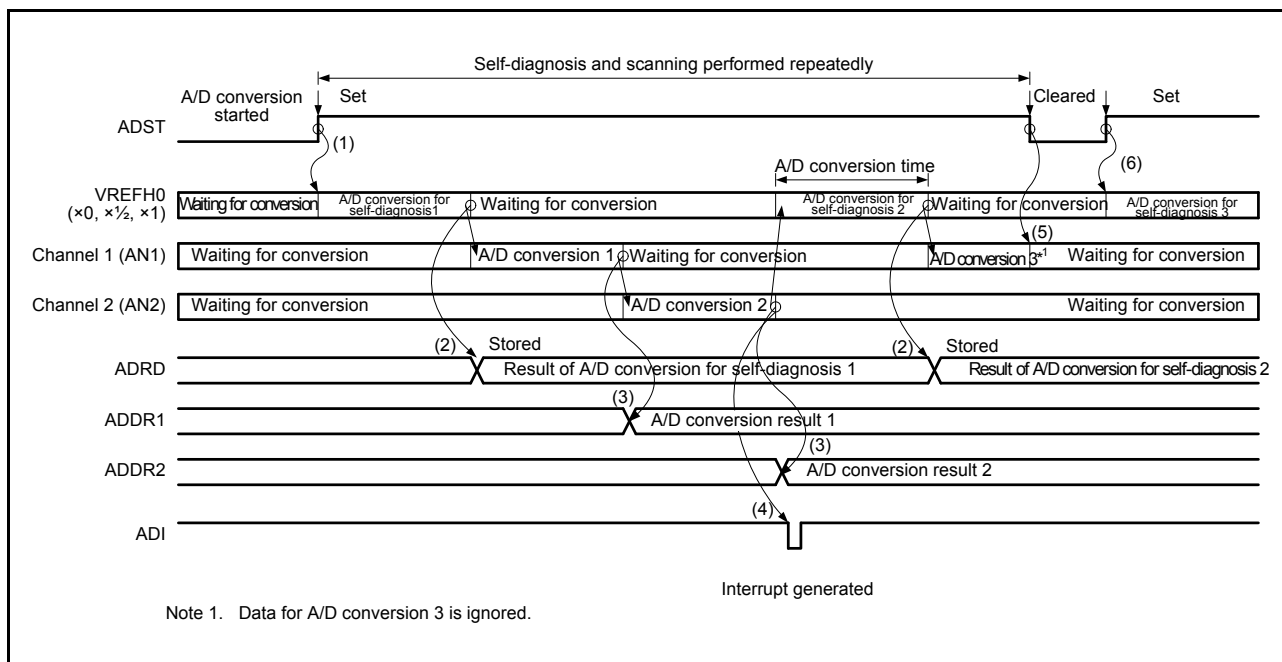 Self-diagnosis and scanning performed repeatedly
A/D conversion started
Set
Cleared
Set
ADST
(1)
(6)
A/D conversion time
VREFH0
(×0, ×½, ×1)
Waiting for conversion
A/D conversion for self-diagnosis1
Waiting for conversion
A/D conversion for self-diagnosis 2
Waiting for conversion
A/D conversion for self-diagnosis 3
(5)
Channel 1 (AN1)
Waiting for conversion
A/D conversion 1
Waiting for conversion
A/D conversion 3*1
Waiting for conversion
Channel 2 (AN2)
Waiting for conversion
A/D conversion 2
Waiting for conversion
(2)
Stored
(2)
Stored
ADRD
Result of A/D conversion for self-diagnosis 1
Result of A/D conversion for self-diagnosis 2
(3)
ADDR1
A/D conversion result 1
(3)
ADDR2
A/D conversion result 2
(4)
ADI
Interrupt generated
Note 1. Data for A/D conversion 3 is ignored.